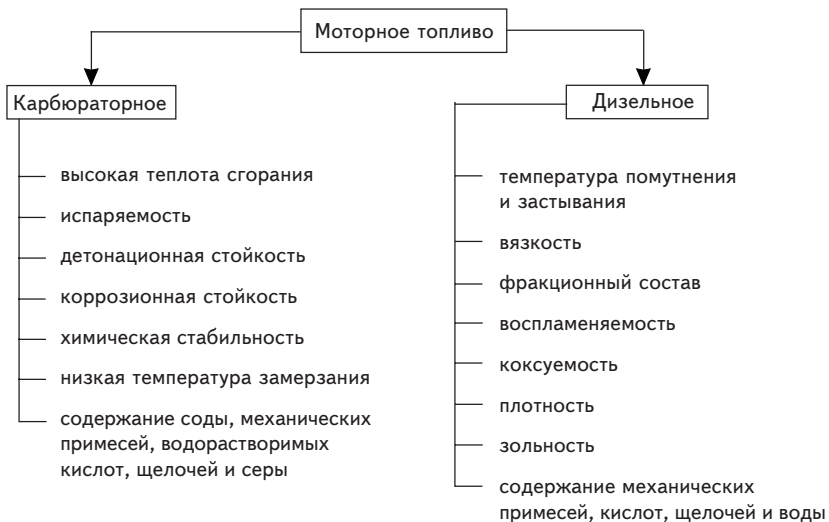 Моторное топливо
Карбюраторное
высокая теплота сгорания
испаряемость
детонационная стойкость
коррозионная стойкость
химическая стабильность
низкая температура замерзания
содержание соды, механических
примесей, водорастворимых
кислот, щелочей и серы
Дизельное
температура помутнения
и застывания
вязкость
фракционный состав
воспламеняемость
коксуемость
плотность
зольность
содержание механических
примесей, кислот, щелочей и воды